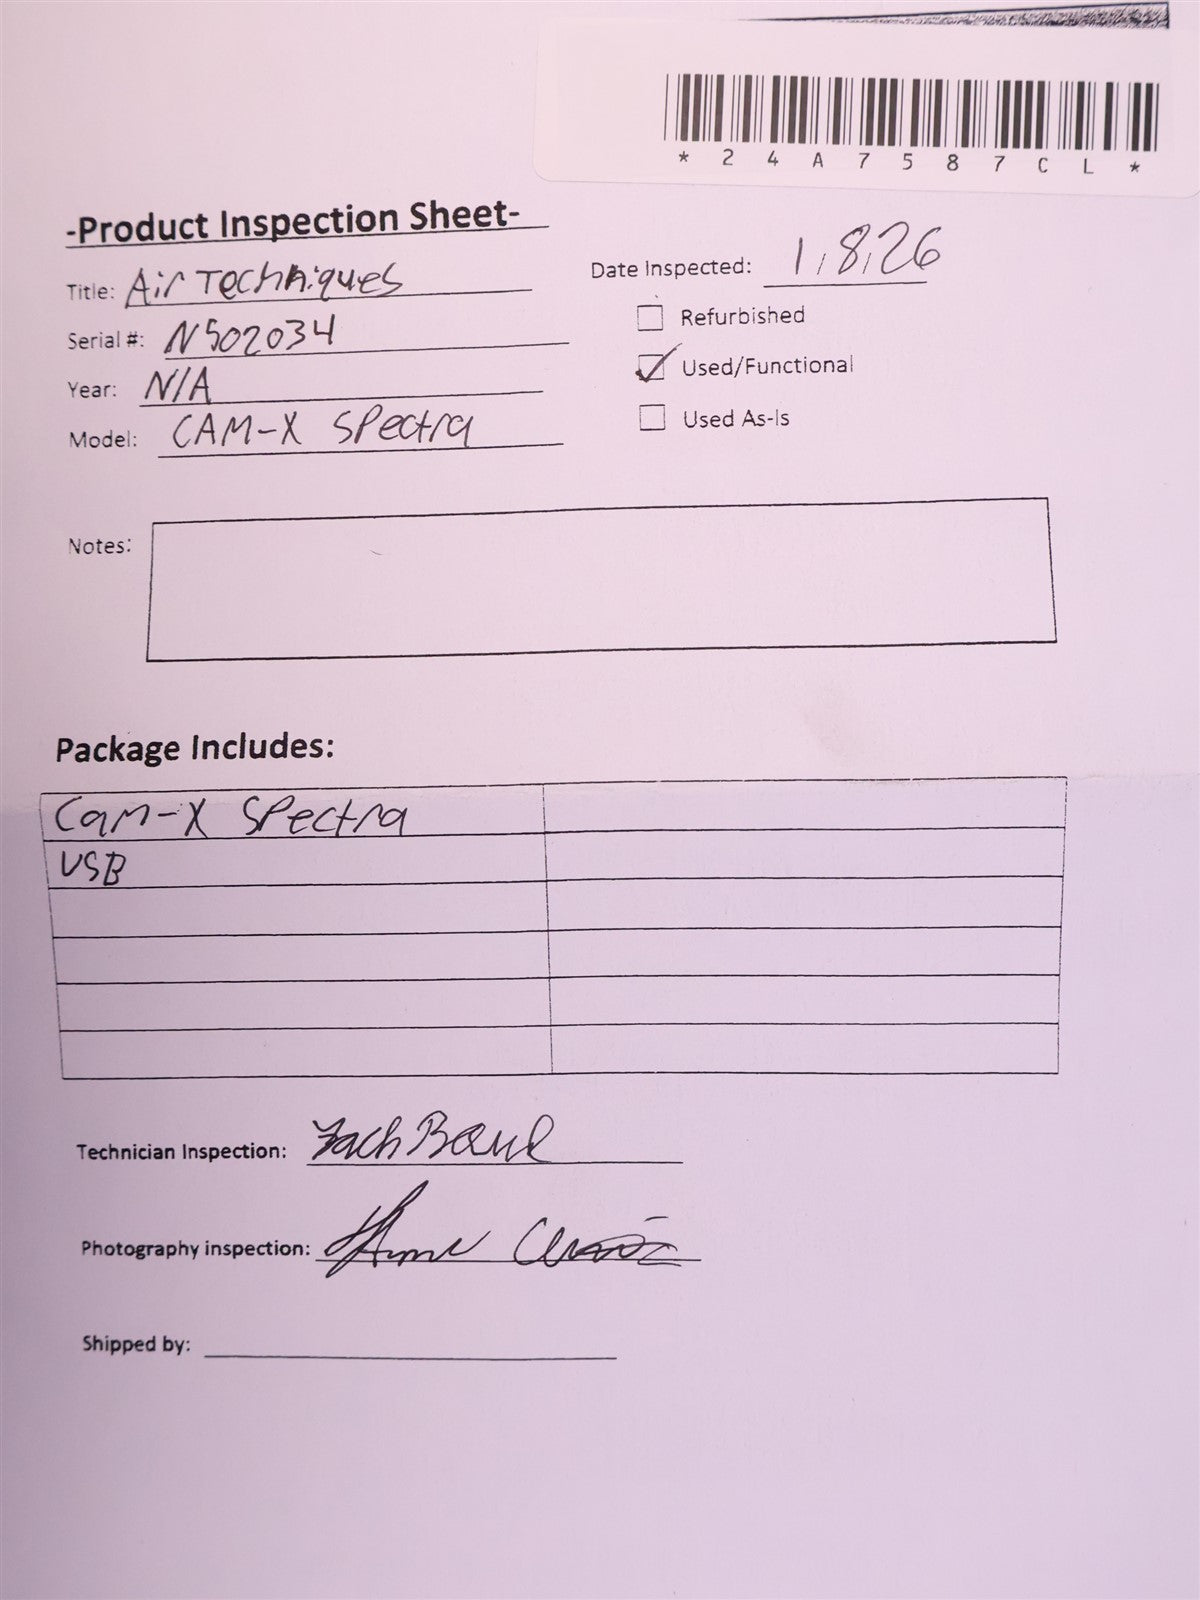 *24A7587CL*
-Product Inspection Sheet-
Title: Air Techniques
Date Inspected: 1/8/26
Serial #: N502034
Refurbished
Year: N/A
Used/Functional
Model: CAM-X Spectra
Used As-Is
Notes:
Package Includes:
Cam-X Spectra
USB
Technician Inspection: Zach
Photography inspection:
Shipped by: